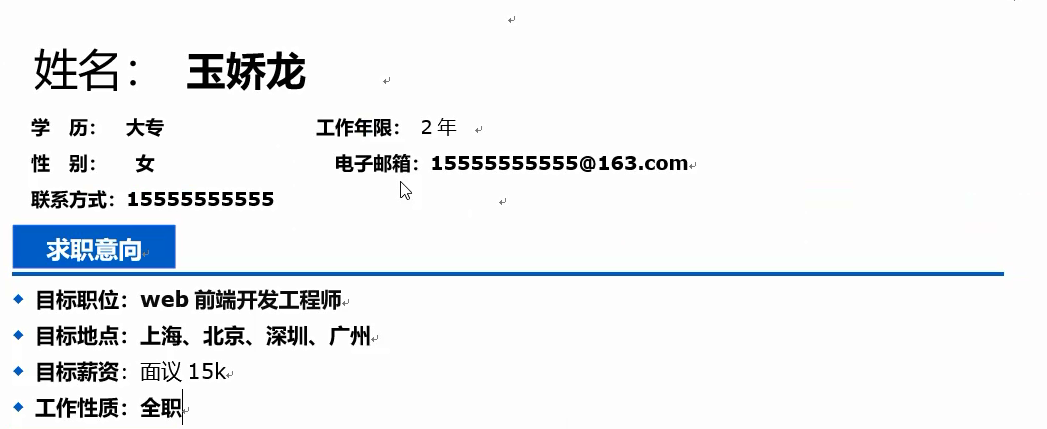 姓名： 玉娇龙
学 历： 大专 工作年限： 2 年
性 别： 女 电子邮箱：15555555555@163.com
联系方式：15555555555
求职意向
目标职位：web 前端开发工程师
目标地点：上海、北京、深圳、广州
目标薪资：面议 15k
工作性质：全职